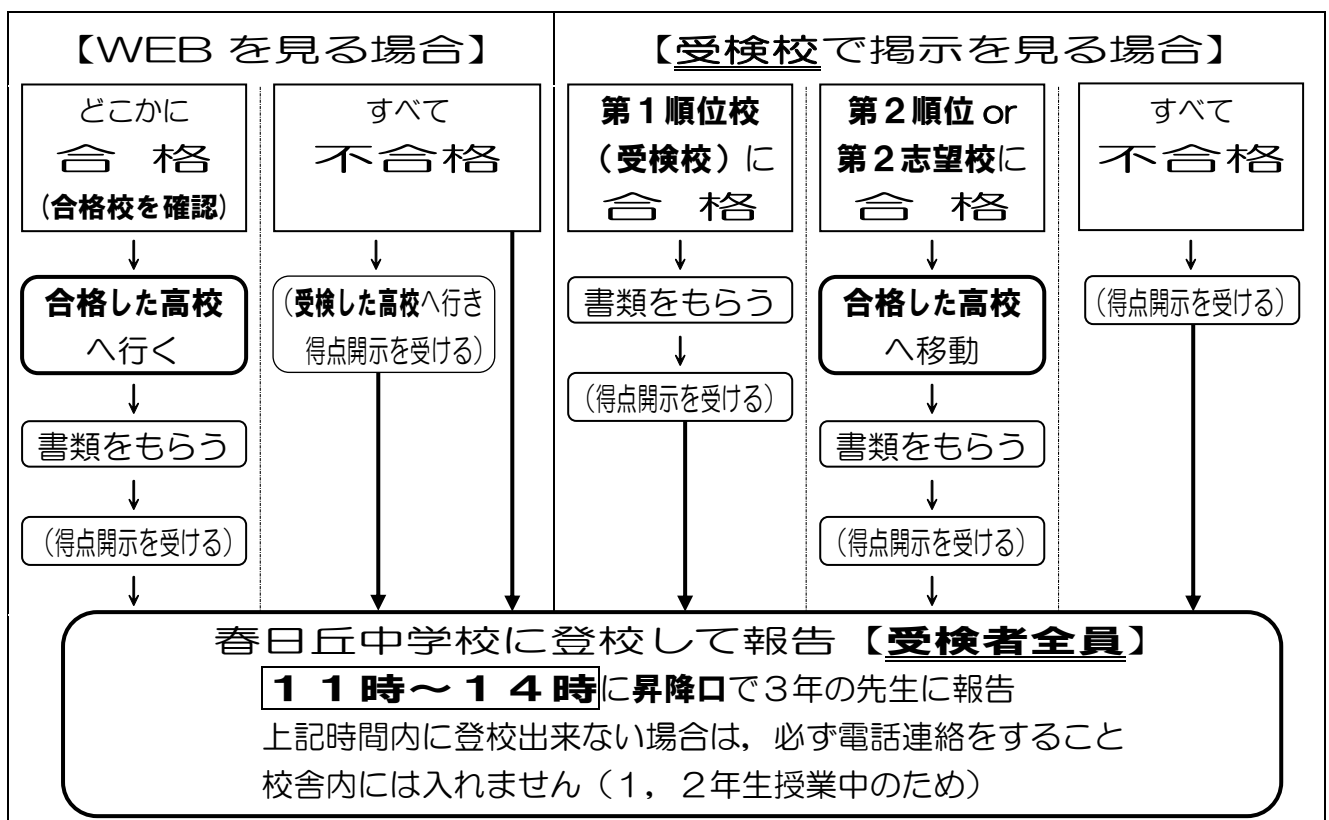 【WEB を見る場合】
どこかに
合 格
(合格校を確認)
↓
合格した高校
へ行く
↓
書類をもらう
↓
(得点開示を受ける)
↓
すべて
不合格
↓
(受検した高校へ行き
得点開示を受ける)
【受検校で掲示を見る場合】
第１順位校
（受検校）に
合 格
↓
書類をもらう
↓
(得点開示を受ける)
第２順位 or
第２志望校に
合 格
↓
合格した高校
へ移動
↓
書類をもらう
↓
(得点開示を受ける)
↓
すべて
不合格
↓
(得点開示を受ける)
春日丘中学校に登校して報告【受検者全員】
１１時～１４時に昇降口で３年の先生に報告
上記時間内に登校出来ない場合は，必ず電話連絡をすること
校舎内には入れません（１，２年生授業中のため）